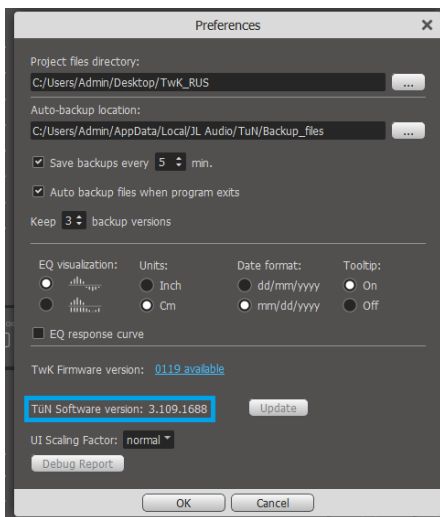 Preferences
Project files directory:
C:/Users/Admin/Desktop/TwK_RUS ...
Auto-backup location:
C:/Users/Admin/AppData/Local/JL Audio/TuN/Backup_files ...
Save backups every 5 min.
Auto backup files when program exits
Keep 3 backup versions
EQ visualization: Units: Date format: Tooltip:
Inch dd/mm/yyyy On
Cm mm/dd/yyyy Off
EQ response curve
TwK Firmware version: 0119 available
TüN Software version: 3.109.1688 Update
UI Scaling Factor: normal
Debug Report
OK Cancel